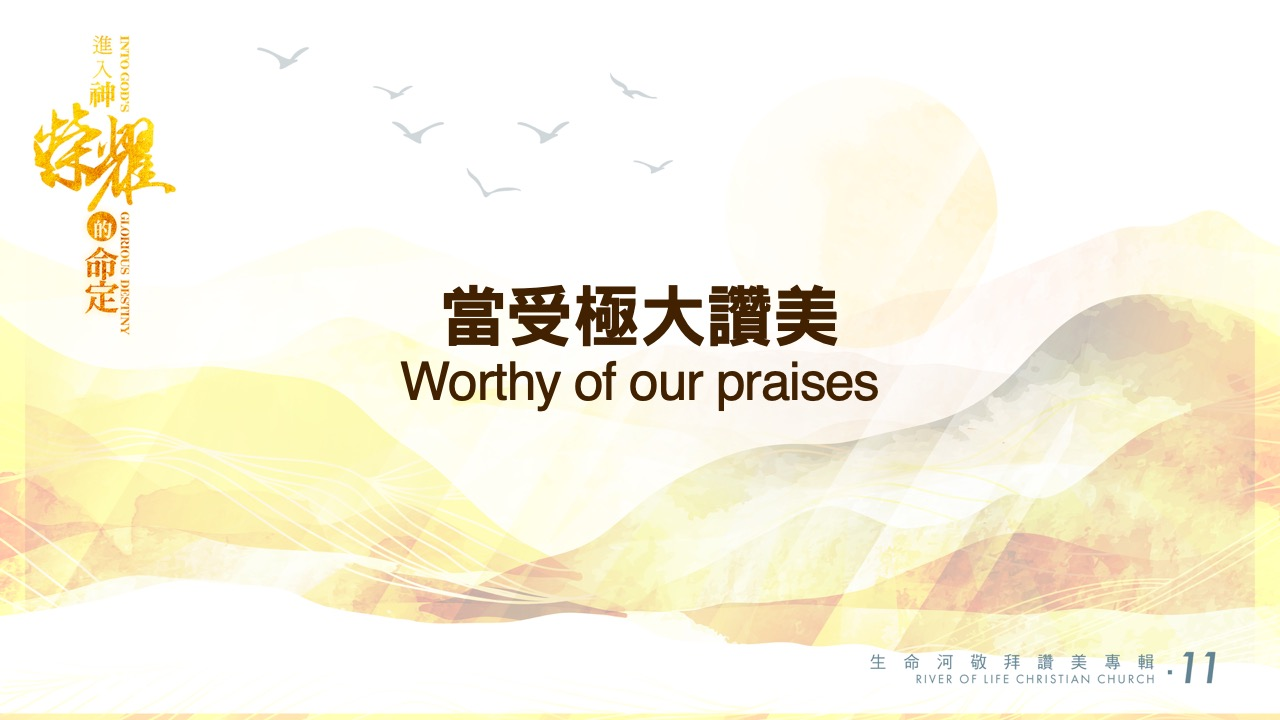 進入神
榮耀
的
命定
INTO GOD'S
GLORIOUS DESTINY
當受極大讚美
Worthy of our praises
生命河敬拜讚美專輯 · 11
RIVER OF LIFE CHRISTIAN CHURCH